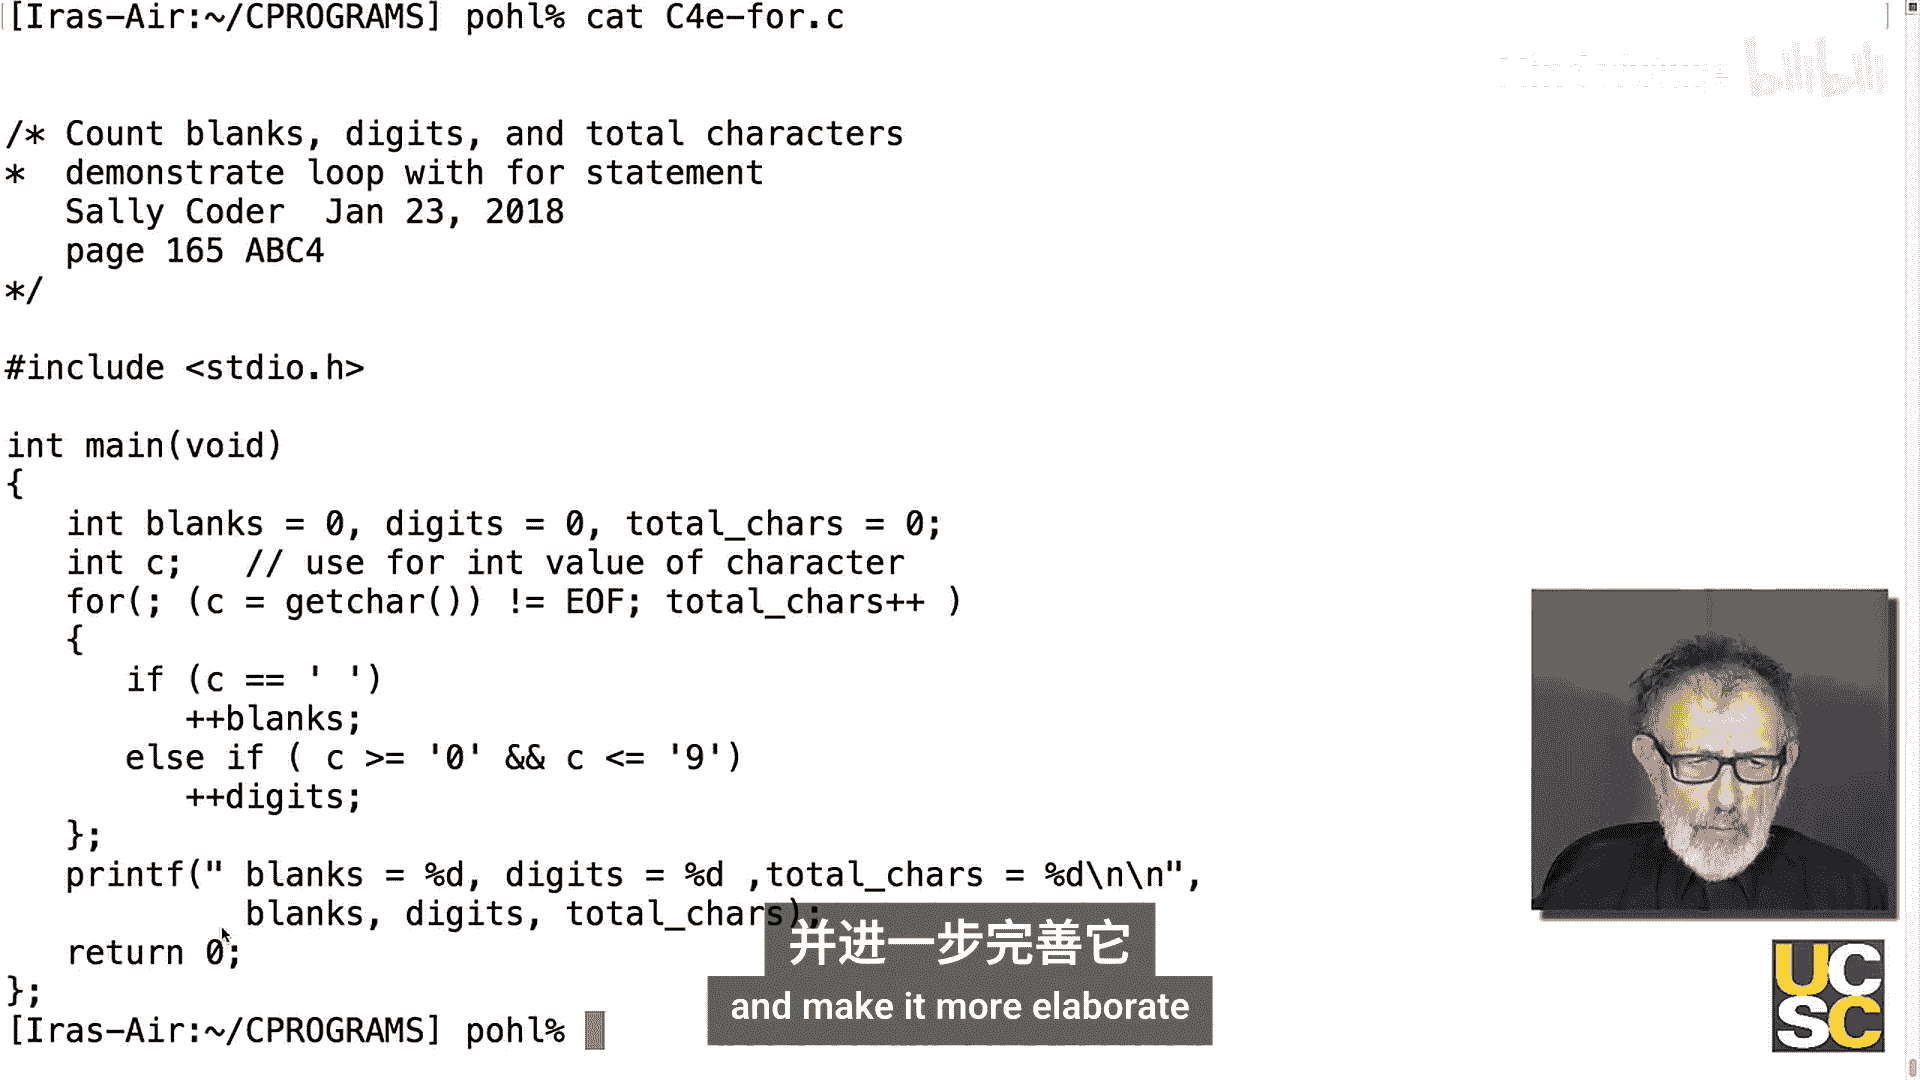 [Iras-Air:~/CPROGRAMS] pohl% cat C4e-for.c
bilibili
/* Count blanks, digits, and total characters
*  demonstrate loop with for statement
   Sally Coder  Jan 23, 2018
   page 165 ABC4
*/
#include <stdio.h>
int main(void)
{
   int blanks = 0, digits = 0, total_chars = 0;
   int c;   // use for int value of character
   for(; (c = getchar()) != EOF; total_chars++ )
   {
      if (c == ' ')
         ++blanks;
      else if ( c >= '0' && c <= '9')
         ++digits;
   };
   printf(" blanks = %d, digits = %d ,total_chars = %d\n\n",
            blanks, digits, total_chars);
   return 0;
};
[Iras-Air:~/CPROGRAMS] pohl%
并进一步完善它
and make it more elaborate
UC
SC